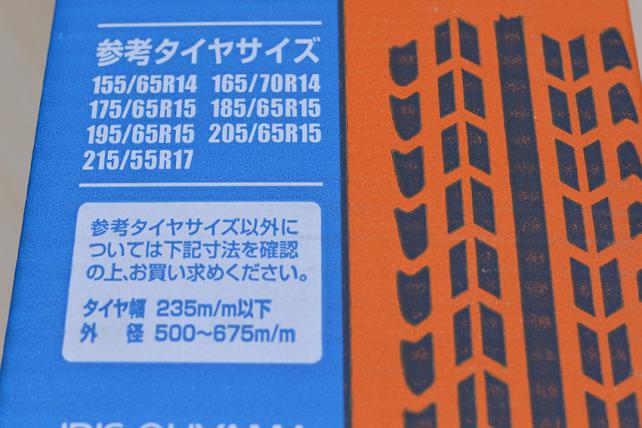 参考タイヤサイズ
155/65R14 165/70R14
175/65R15 185/65R15
195/65R15 205/65R15
215/55R17
参考タイヤサイズ以外に
ついては下記寸法を確認
の上、お買い求めください。
タイヤ幅 235m/m以下
外 径 500〜675m/m
IRIS OHYAMA